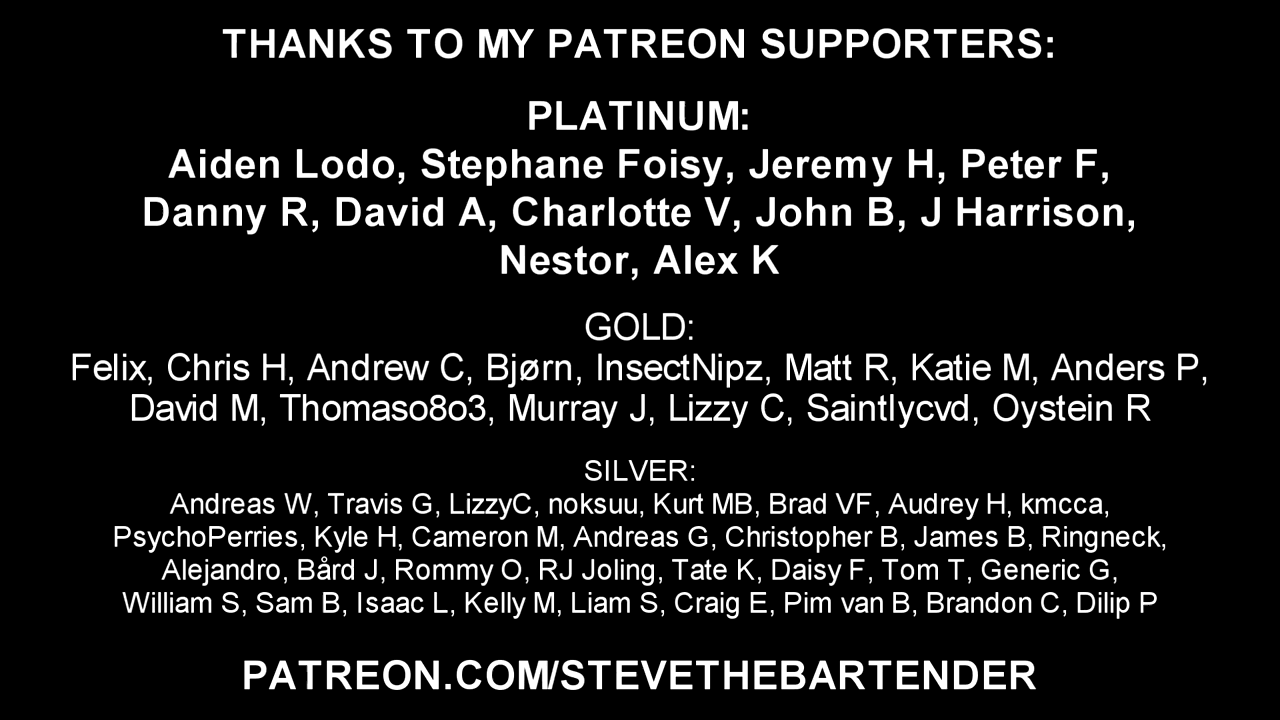 THANKS TO MY PATREON SUPPORTERS:
PLATINUM:
Aiden Lodo, Stephane Foisy, Jeremy H, Peter F,
Danny R, David A, Charlotte V, John B, J Harrison,
Nestor, Alex K
GOLD:
Felix, Chris H, Andrew C, Bjørn, InsectNipz, Matt R, Katie M, Anders P,
David M, Thomaso8o3, Murray J, Lizzy C, Saintlycvd, Oystein R
SILVER:
Andreas W, Travis G, LizzyC, noksuu, Kurt MB, Brad VF, Audrey H, kmcca,
PsychoPerries, Kyle H, Cameron M, Andreas G, Christopher B, James B, Ringneck,
Alejandro, Bård J, Rommy O, RJ Joling, Tate K, Daisy F, Tom T, Generic G,
William S, Sam B, Isaac L, Kelly M, Liam S, Craig E, Pim van B, Brandon C, Dilip P
PATREON.COM/STEVETHEBARTENDER